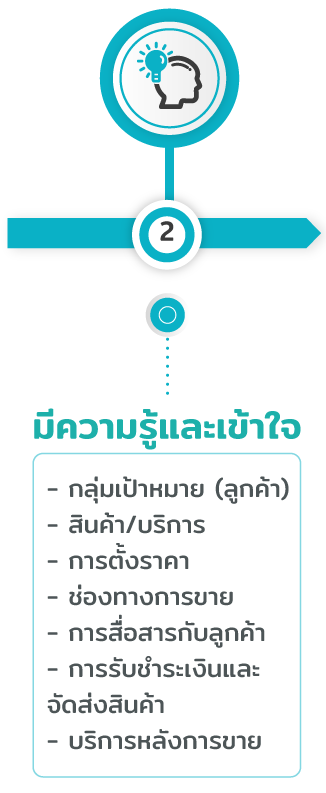 2
มีความรู้และเข้าใจ
- กลุ่มเป้าหมาย (ลูกค้า)
- สินค้า/บริการ
- การตั้งราคา
- ช่องทางการขาย
- การสื่อสารกับลูกค้า
- การรับชำระเงินและ
จัดส่งสินค้า
- บริการหลังการขาย